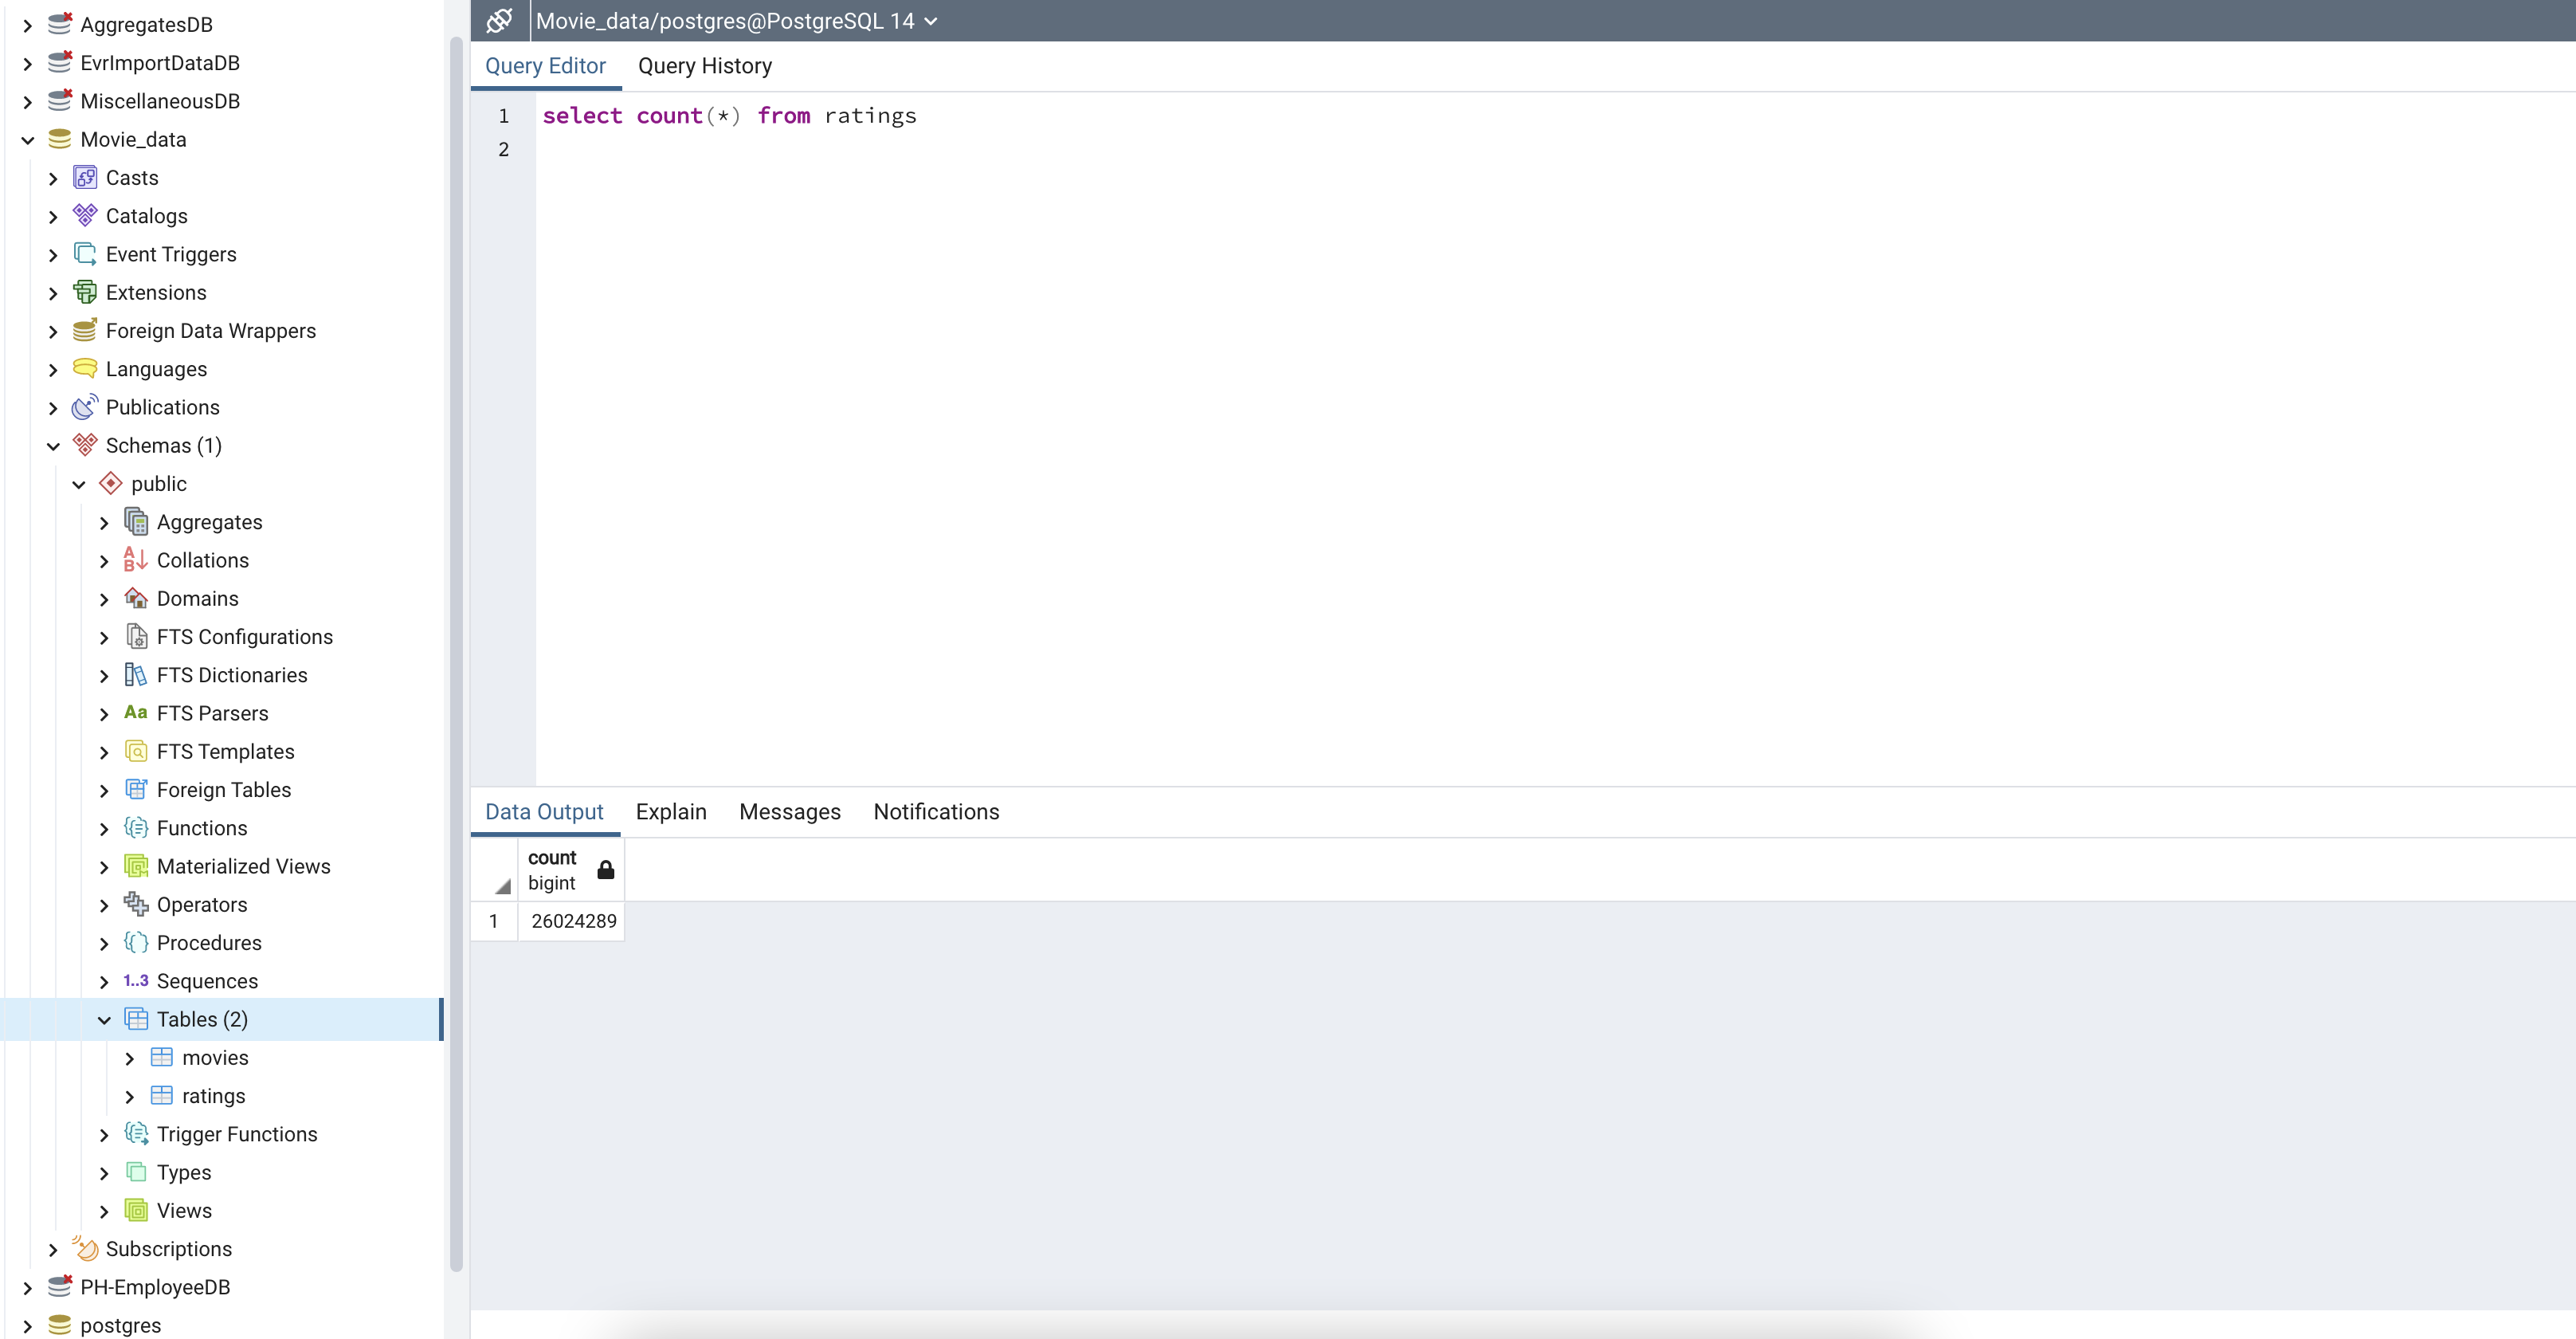 AggregatesDB
EvrImportDataDB
MiscellaneousDB
Movie_data
Casts
Catalogs
Event Triggers
Extensions
Foreign Data Wrappers
Languages
Publications
Schemas (1)
public
Aggregates
Collations
Domains
FTS Configurations
FTS Dictionaries
Aa FTS Parsers
FTS Templates
Foreign Tables
Functions
Materialized Views
Operators
Procedures
1..3 Sequences
Tables (2)
movies
ratings
Trigger Functions
Types
Views
Subscriptions
PH-EmployeeDB
postgres
Movie_data/postgres@PostgreSQL 14
Query Editor Query History
1 select count(*) from ratings
2
Data Output Explain Messages Notifications
count
bigint
1 26024289